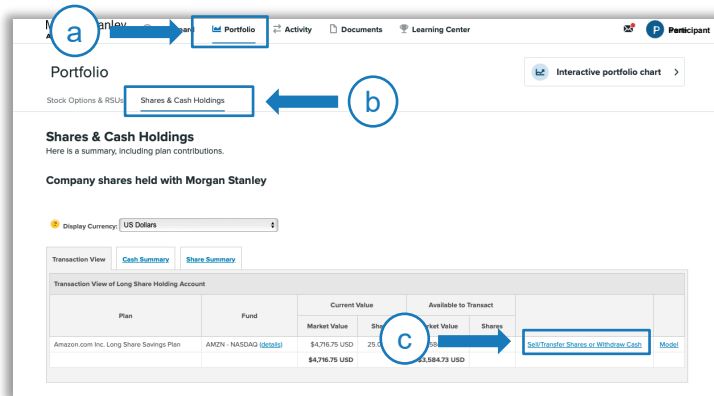 a
Portfolio
Activity
Documents
Learning Center
P
Participant
Portfolio
Interactive portfolio chart
Stock Options & RSUs
Shares & Cash Holdings
b
Shares & Cash Holdings
Here is a summary, including plan contributions.
Company shares held with Morgan Stanley
? Display Currency: US Dollars
Transaction View
Cash Summary
Share Summary
Transaction View of Long Share Holding Account
Plan
Fund
Current Value
Available to Transact
Market Value
Shares
c
Amazon.com Inc. Long Share Savings Plan
AMZN - NASDAQ (details)
$4,716.75 USD
Sell/Transfer Shares or Withdraw Cash
Model
$4,716.75 USD
$3,584.73 USD